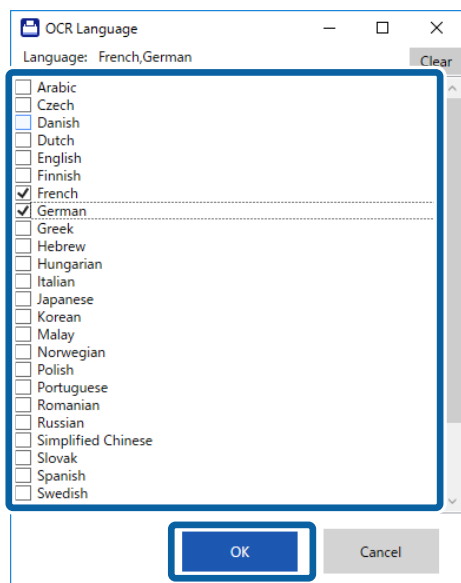 OCR Language
Language: French,German
Clear
Arabic
Czech
Danish
Dutch
English
Finnish
French
German
Greek
Hebrew
Hungarian
Italian
Japanese
Korean
Malay
Norwegian
Polish
Portuguese
Romanian
Russian
Simplified Chinese
Slovak
Spanish
Swedish
OK Cancel